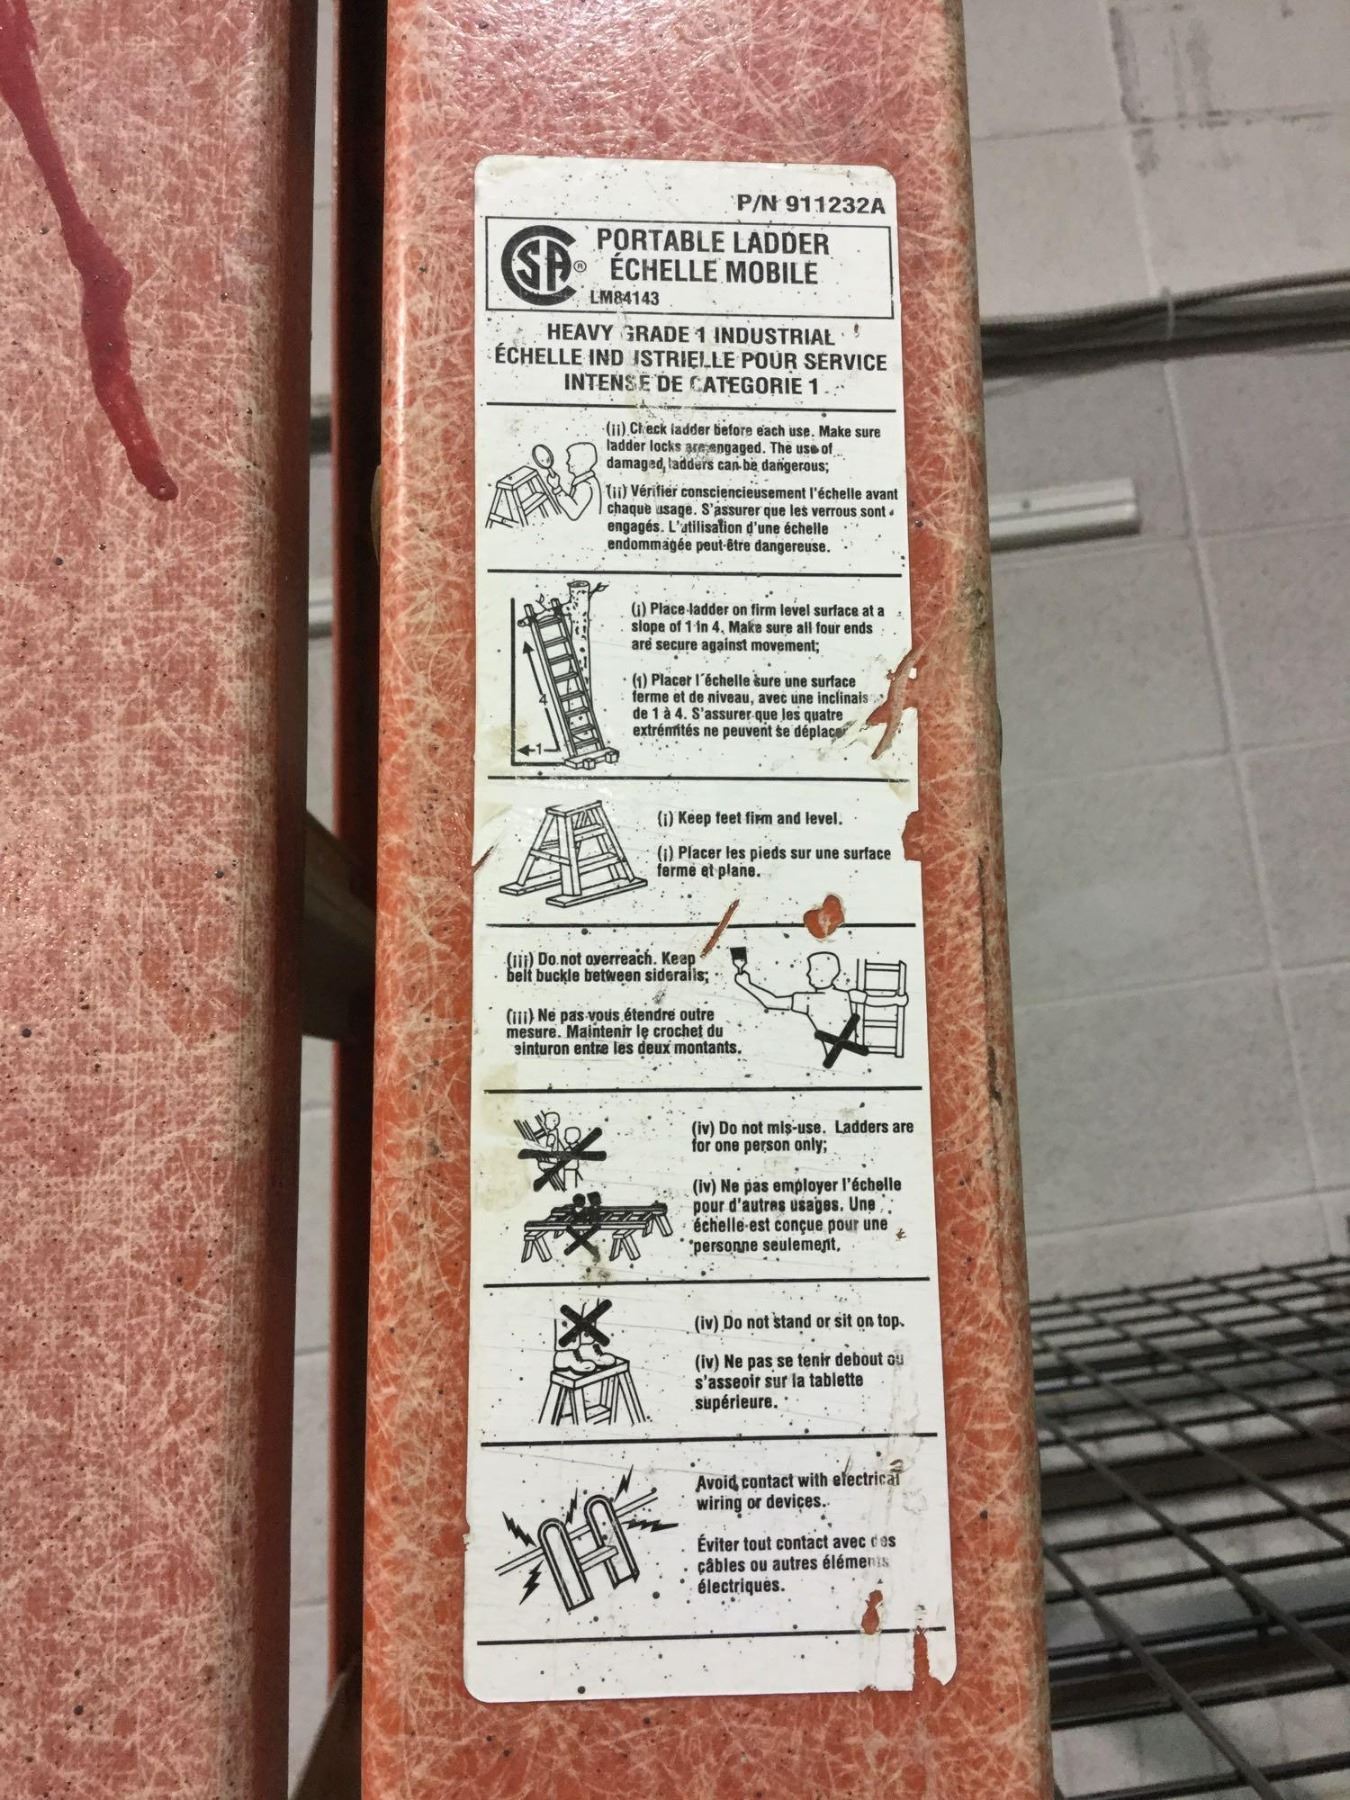 P/N 911232A
CSA®
PORTABLE LADDER
ÉCHELLE MOBILE
LM84143
HEAVY GRADE 1 INDUSTRIAL
ÉCHELLE INDUSTRIELLE POUR SERVICE
INTENSE DE CATEGORIE 1
(ii) Check ladder before each use. Make sure
ladder locks are engaged. The use of
damaged ladders can be dangerous;
(ii) Vérifier consciencieusement l'échelle avant
chaque usage. S'assurer que les verrous sont
engagés. L'utilisation d'une échelle
endommagée peut-être dangereuse.
4
1
(i) Place ladder on firm level surface at a
slope of 1 in 4. Make sure all four ends
are secure against movement;
(i) Placer l'échelle sure une surface
ferme et de niveau, avec une inclinais
de 1 à 4. S'assurer que les quatre
extrémités ne peuvent se déplacer
(i) Keep feet firm and level.
(i) Placer les pieds sur une surface
ferme et plane.
(iii) Do not overreach. Keep
belt buckle between siderails;
(iii) Ne pas vous étendre outre
mesure. Maintenir le crochet du
einturon entre les deux montants.
(iv) Do not mis-use. Ladders are
for one person only;
(iv) Ne pas employer l'échelle
pour d'autres usages. Une
échelle est conçue pour une
personne seulement.
(iv) Do not stand or sit on top.
(iv) Ne pas se tenir debout ou
s'asseoir sur la tablette
supérieure.
Avoid contact with electrical
wiring or devices.
Éviter tout contact avec des
câbles ou autres éléments
électriques.